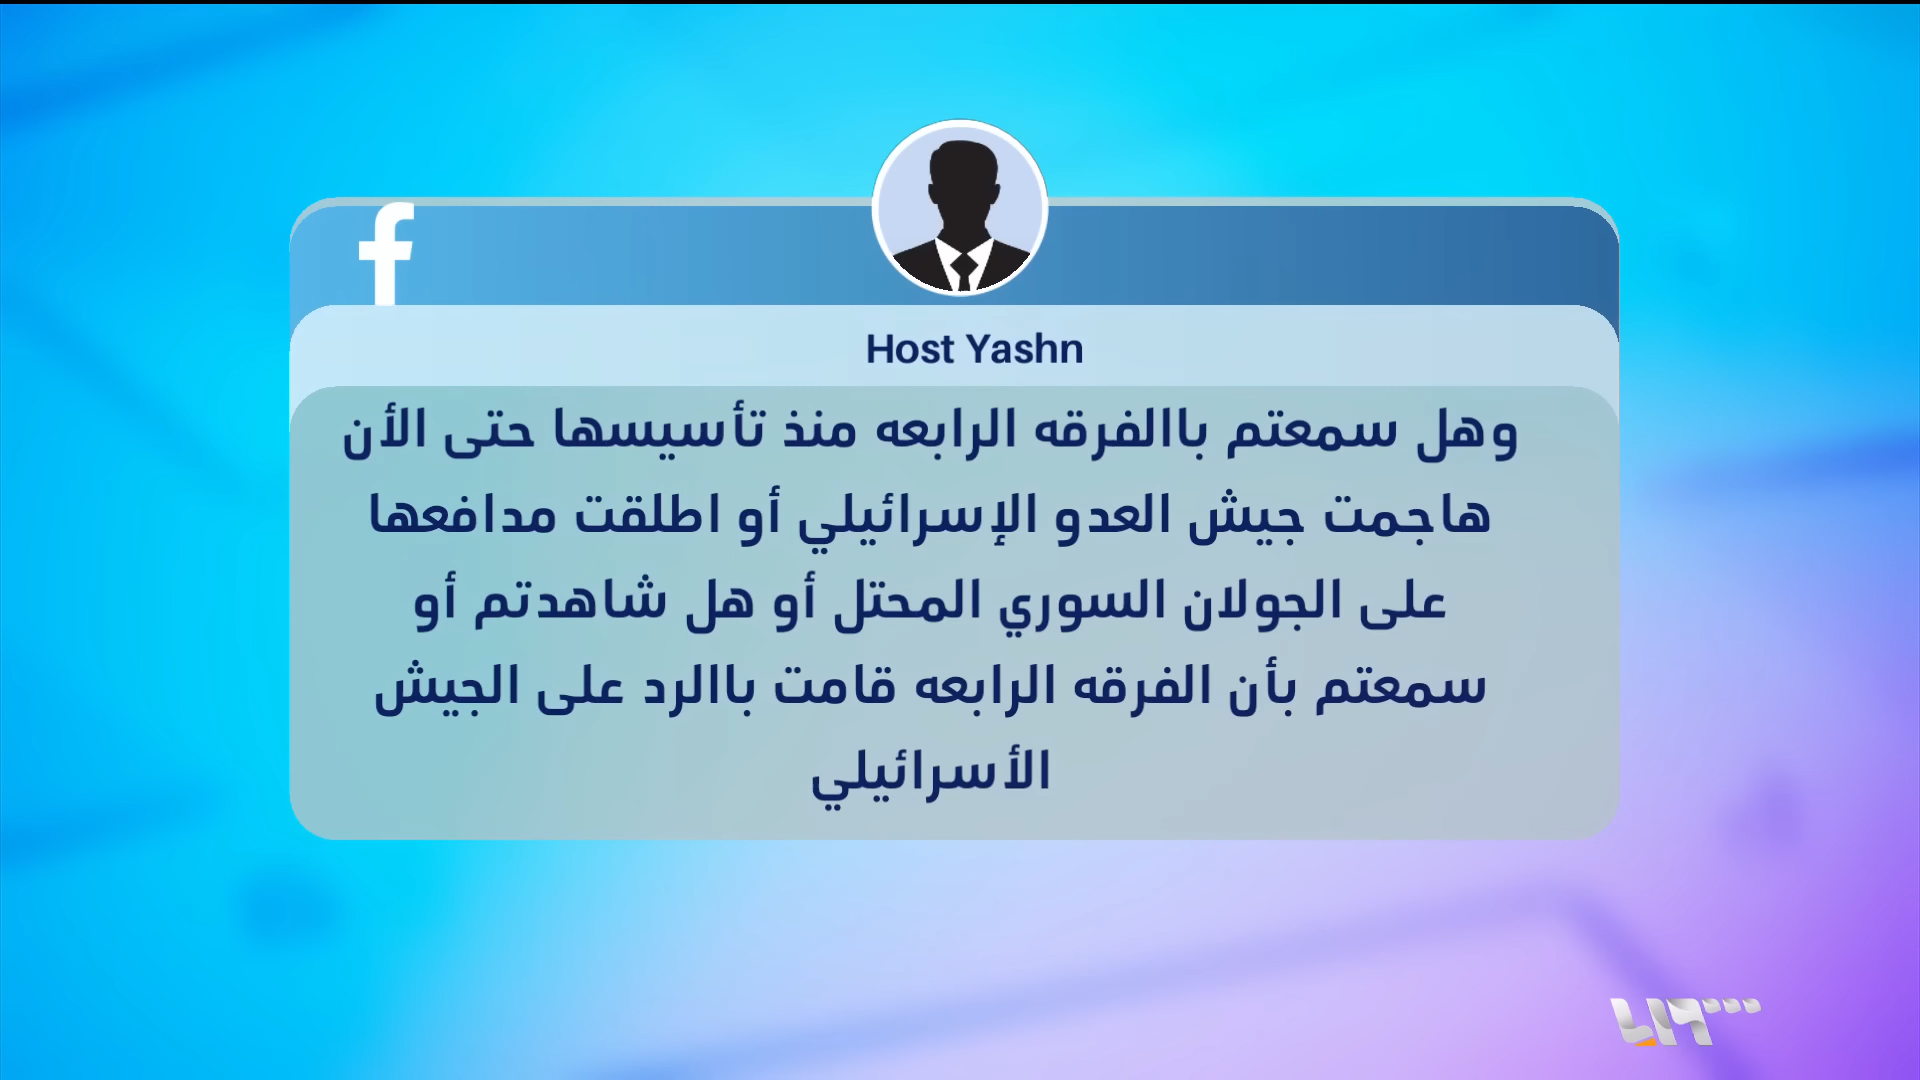 Host Yashn
وهل سمعتم باالفرقه الرابعه منذ تأسيسها حتى الأن
هاجمت جيش العدو الإسرائيلي أو اطلقت مدافعها
على الجولان السوري المحتل أو هل شاهدتم أو
سمعتم بأن الفرقه الرابعه قامت باالرد على الجيش
الأسرائيلي